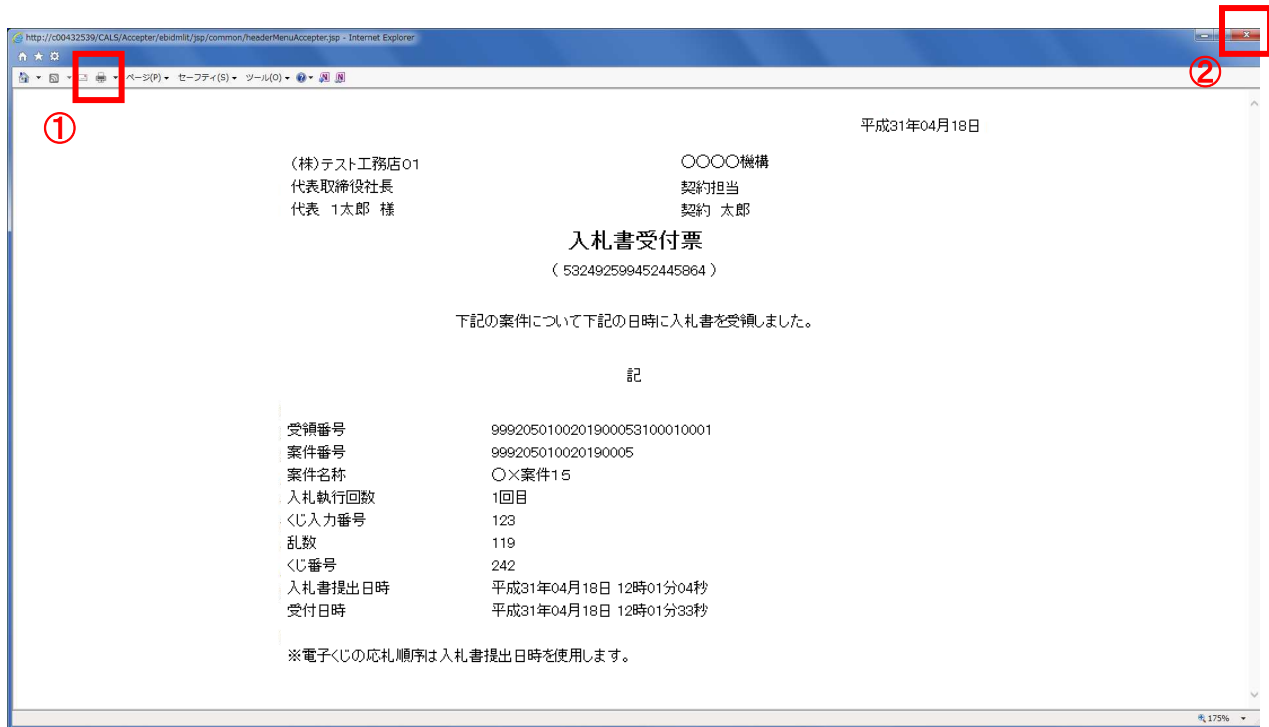 http://c00432539/CALS/Accepter/ebidmlit/jsp/common/headerMenuAccepter.jsp - Internet Explorer
ページ(P) セーフティ(S) ツール(O)
①
②
平成31年04月18日
(株)テスト工務店01
代表取締役社長
代表 1太郎 様
○○○○機構
契約担当
契約 太郎
入札書受付票
( 532492599452445864 )
下記の案件について下記の日時に入札書を受領しました。
記
受領番号 9992050100201900053100010001
案件番号 999205010020190005
案件名称 ○×案件15
入札執行回数 1回目
くじ入力番号 123
乱数 119
くじ番号 242
入札書提出日時 平成31年04月18日 12時01分04秒
受付日時 平成31年04月18日 12時01分33秒
※電子くじの応札順序は入札書提出日時を使用します。
175%